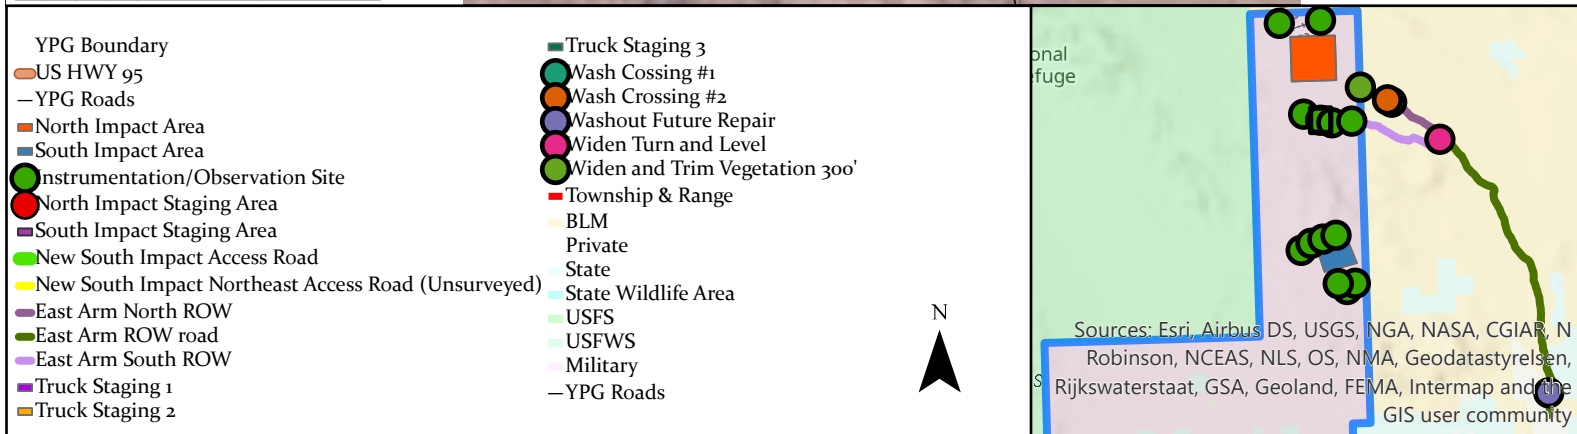 YPG Boundary
US HWY 95
YPG Roads
North Impact Area
South Impact Area
Instrumentation/Observation Site
North Impact Staging Area
South Impact Staging Area
New South Impact Access Road
New South Impact Northeast Access Road (Unsurveyed)
East Arm North ROW
East Arm ROW road
East Arm South ROW
Truck Staging 1
Truck Staging 2
Truck Staging 3
Wash Cossing #1
Wash Crossing #2
Washout Future Repair
Widen Turn and Level
Widen and Trim Vegetation 300'
Township & Range
BLM
Private
State
State Wildlife Area
USFS
USFWS
Military
YPG Roads
N
onal
efuge
Sources: Esri, Airbus DS, USGS, NGA, NASA, CGIAR, N
Robinson, NCEAS, NLS, OS, NMA, Geodatastyrelsen,
Rijkswaterstaat, GSA, Geoland, FEMA, Intermap and the
GIS user community